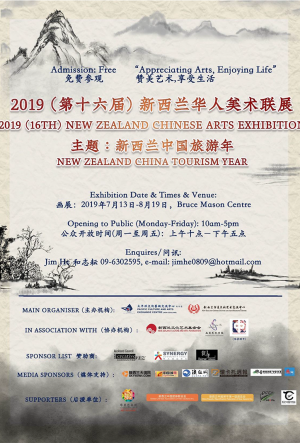 Admission: Free “Appreciating Arts, Enjoying Life”
免费参观 赞美艺术,享受生活
2019（第十六届）新西兰华人美术联展
2019 (16TH) NEW ZEALAND CHINESE ARTS EXHIBITION
主题：新西兰中国旅游年
NEW ZEALAND CHINA TOURISM YEAR
Exhibition Date & Times & Venue:
画展：2019年7月13日-8月19日，Bruce Mason Centre
Opening to Public (Monday-Friday): 10am-5pm
公众开放时间(周一至周五)：上午十点－下午五点
Enquires/问讯:
Jim He 和志耘 09-6302595, e-mail: jimhe0809@hotmail.com
MAIN ORGANISER (主办机构):
IN ASSOCIATION WITH (协办机构):
SPONSOR LIST 赞助商:
SYNERGY
MEDIA SPONSORS (媒体支持):
SUPPORTERS (后援单位):